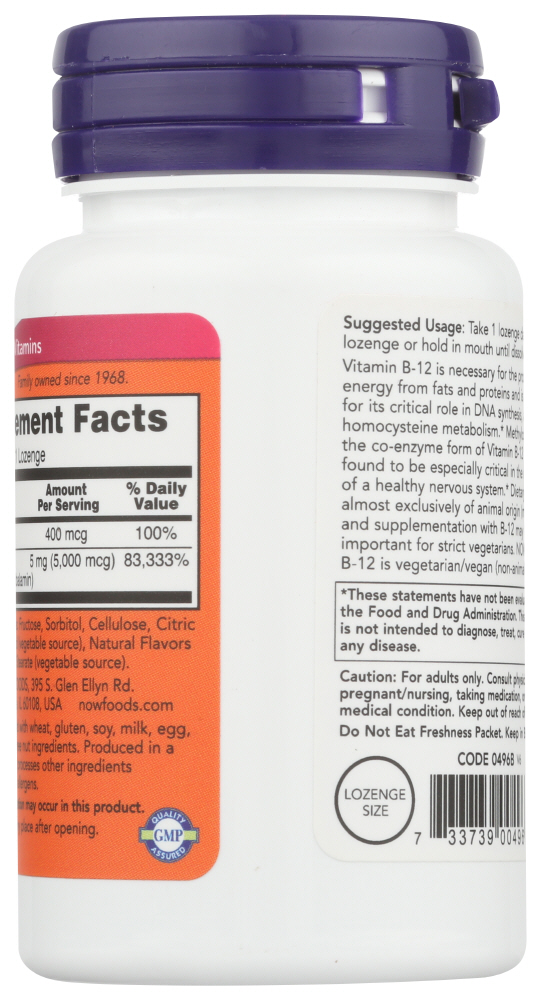 Vitamins
Family owned since 1968.
ement Facts
Lozenge
Amount Per Serving
% Daily Value
400 mcg 100%
5 mg (5,000 mcg) 83,333%
Fructose, Sorbitol, Cellulose, Citric
vegetable source), Natural Flavors
(vegetable source).
395 S. Glen Ellyn Rd.
60108, USA nowfoods.com
with wheat, gluten, soy, milk, egg,
nut ingredients. Produced in a
processes other ingredients
may occur in this product.
place after opening.
QUALITY
GMP
ASSURED
Suggested Usage: Take 1 lozenge
lozenge or hold in mouth until
Vitamin B-12 is necessary for the
energy from fats and proteins and
for its critical role in DNA synthesis,
homocysteine metabolism.*
the co-enzyme form of Vitamin B-12
found to be especially critical in the
of a healthy nervous system.*
almost exclusively of animal origin
and supplementation with B-12 may
important for strict vegetarians.
B-12 is vegetarian/vegan
*These statements have not been
the Food and Drug Administration.
is not intended to diagnose, treat,
any disease.
Caution: For adults only. Consult
pregnant/nursing, taking medication,
medical condition. Keep out of reach
Do Not Eat Freshness Packet. Keep in
CODE 0496B V6
LOZENGE
SIZE
7 33739 00496